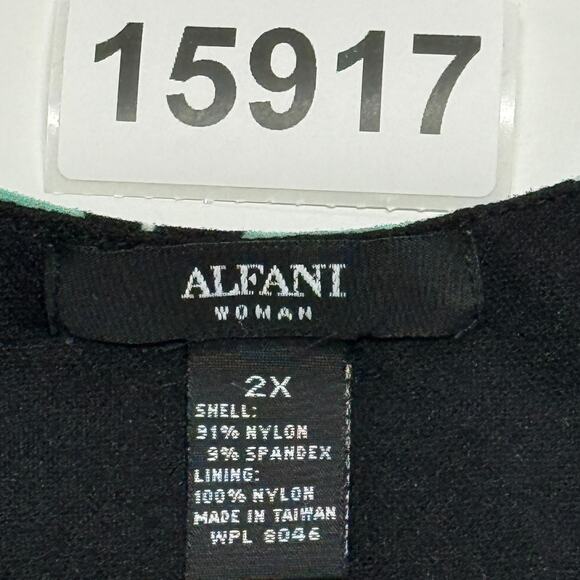 15917
ALFANI
WOMAN
2X
SHELL:
91% NYLON
9% SPANDEX
LINING:
100% NYLON
MADE IN TAIWAN
WPL 8046